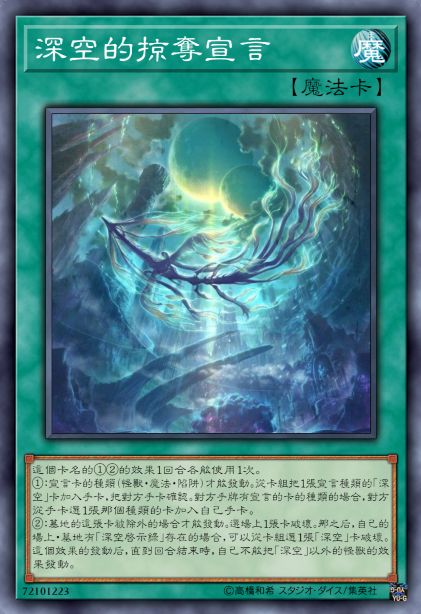 深空的掠奪宣言
魔
【魔法卡】
這個卡名的①②的效果1回合各能使用1次。
①:宣言卡的種類(怪獸·魔法·陷阱)才能發動。從卡組把1張宣言種類的「深
空」卡加入手卡,把對方手卡確認。對方手牌有宣言的卡的種類的場合,對方
從手卡選1張那個種類的卡加入自己手卡。
②:墓地的這張卡被除外的場合才能發動。選場上1張卡破壞。那之後,自己的
場上·墓地有「深空啓示錄」存在的場合,可以從卡組選1張「深空」卡破壞。
這個效果的發動後,直到回合結束時,自己不能把「深空」以外的怪獸的效果
發動。
72101223
©高橋和希 スタジオ·ダイス/集英社